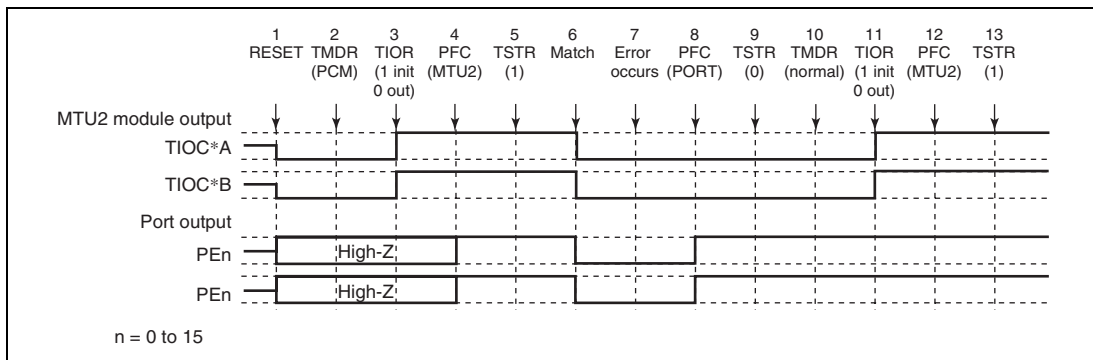 1 2 3 4 5 6 7 8 9 10 11 12 13
RESET TMDR TIOR PFC TSTR Match Error PFC TSTR TMDR TIOR PFC TSTR
(PCM) (1 init (MTU2) (1) occurs (PORT) (0) (normal) (1 init (MTU2) (1)
0 out) 0 out)
MTU2 module output
TIOC*A
TIOC*B
Port output
PEn High-Z
PEn High-Z
n = 0 to 15